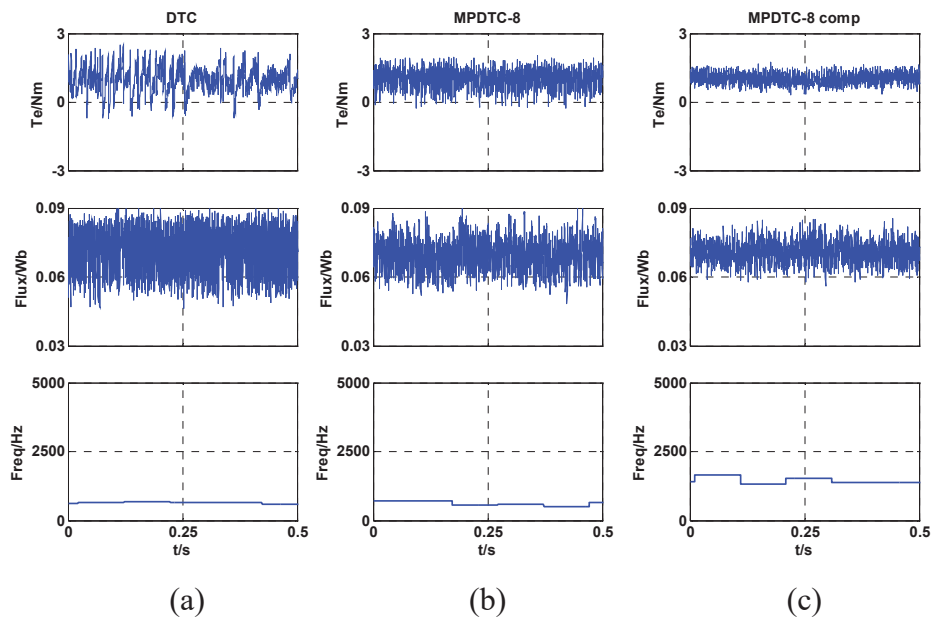 DTC
MPDTC-8
MPDTC-8 comp
3
0
-3
Te/Nm
3
0
-3
Te/Nm
3
0
-3
Te/Nm
0.09
0.06
0.03
Flux/Wb
0.09
0.06
0.03
Flux/Wb
0.09
0.06
0.03
Flux/Wb
5000
2500
0
Freq/Hz
0 0.25 0.5
t/s
5000
2500
0
Freq/Hz
0 0.25 0.5
t/s
5000
2500
0
Freq/Hz
0 0.25 0.5
t/s
(a)
(b)
(c)